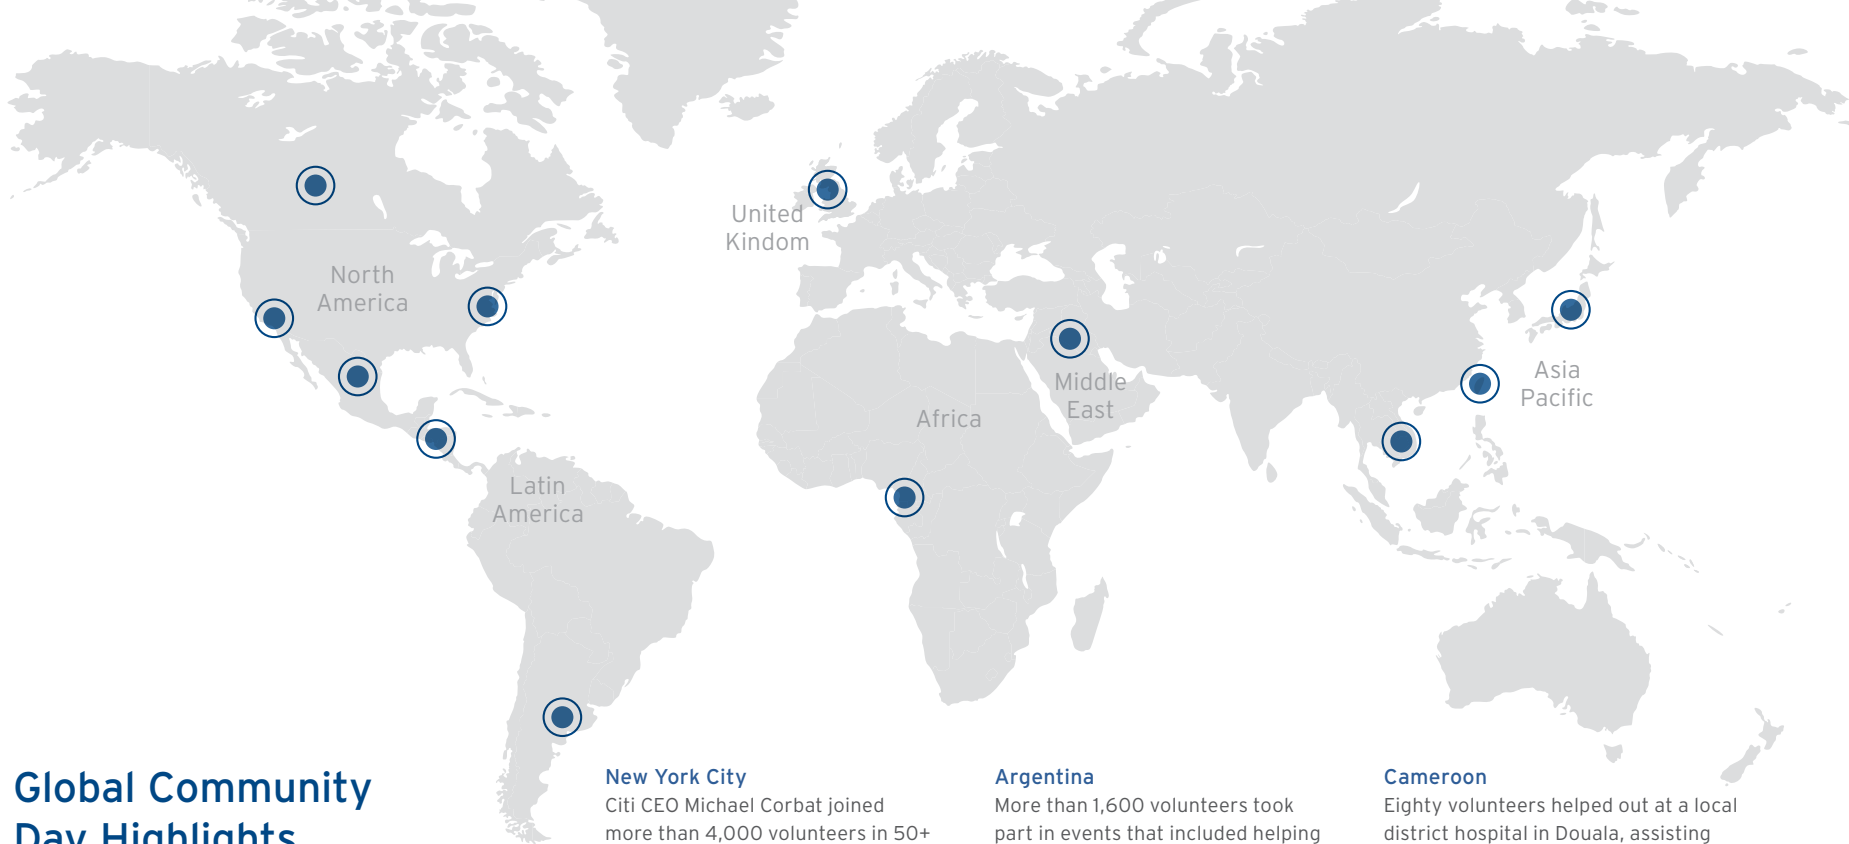 United
Kindom
North
America
Asia
Pacific
Middle
East
Africa
Latin
America
Global Community
Day Highlights
New York City
Citi CEO Michael Corbat joined
more than 4,000 volunteers in 50+
Argentina
More than 1,600 volunteers took
part in events that included helping
Cameroon
Eighty volunteers helped out at a local
district hospital in Douala, assisting